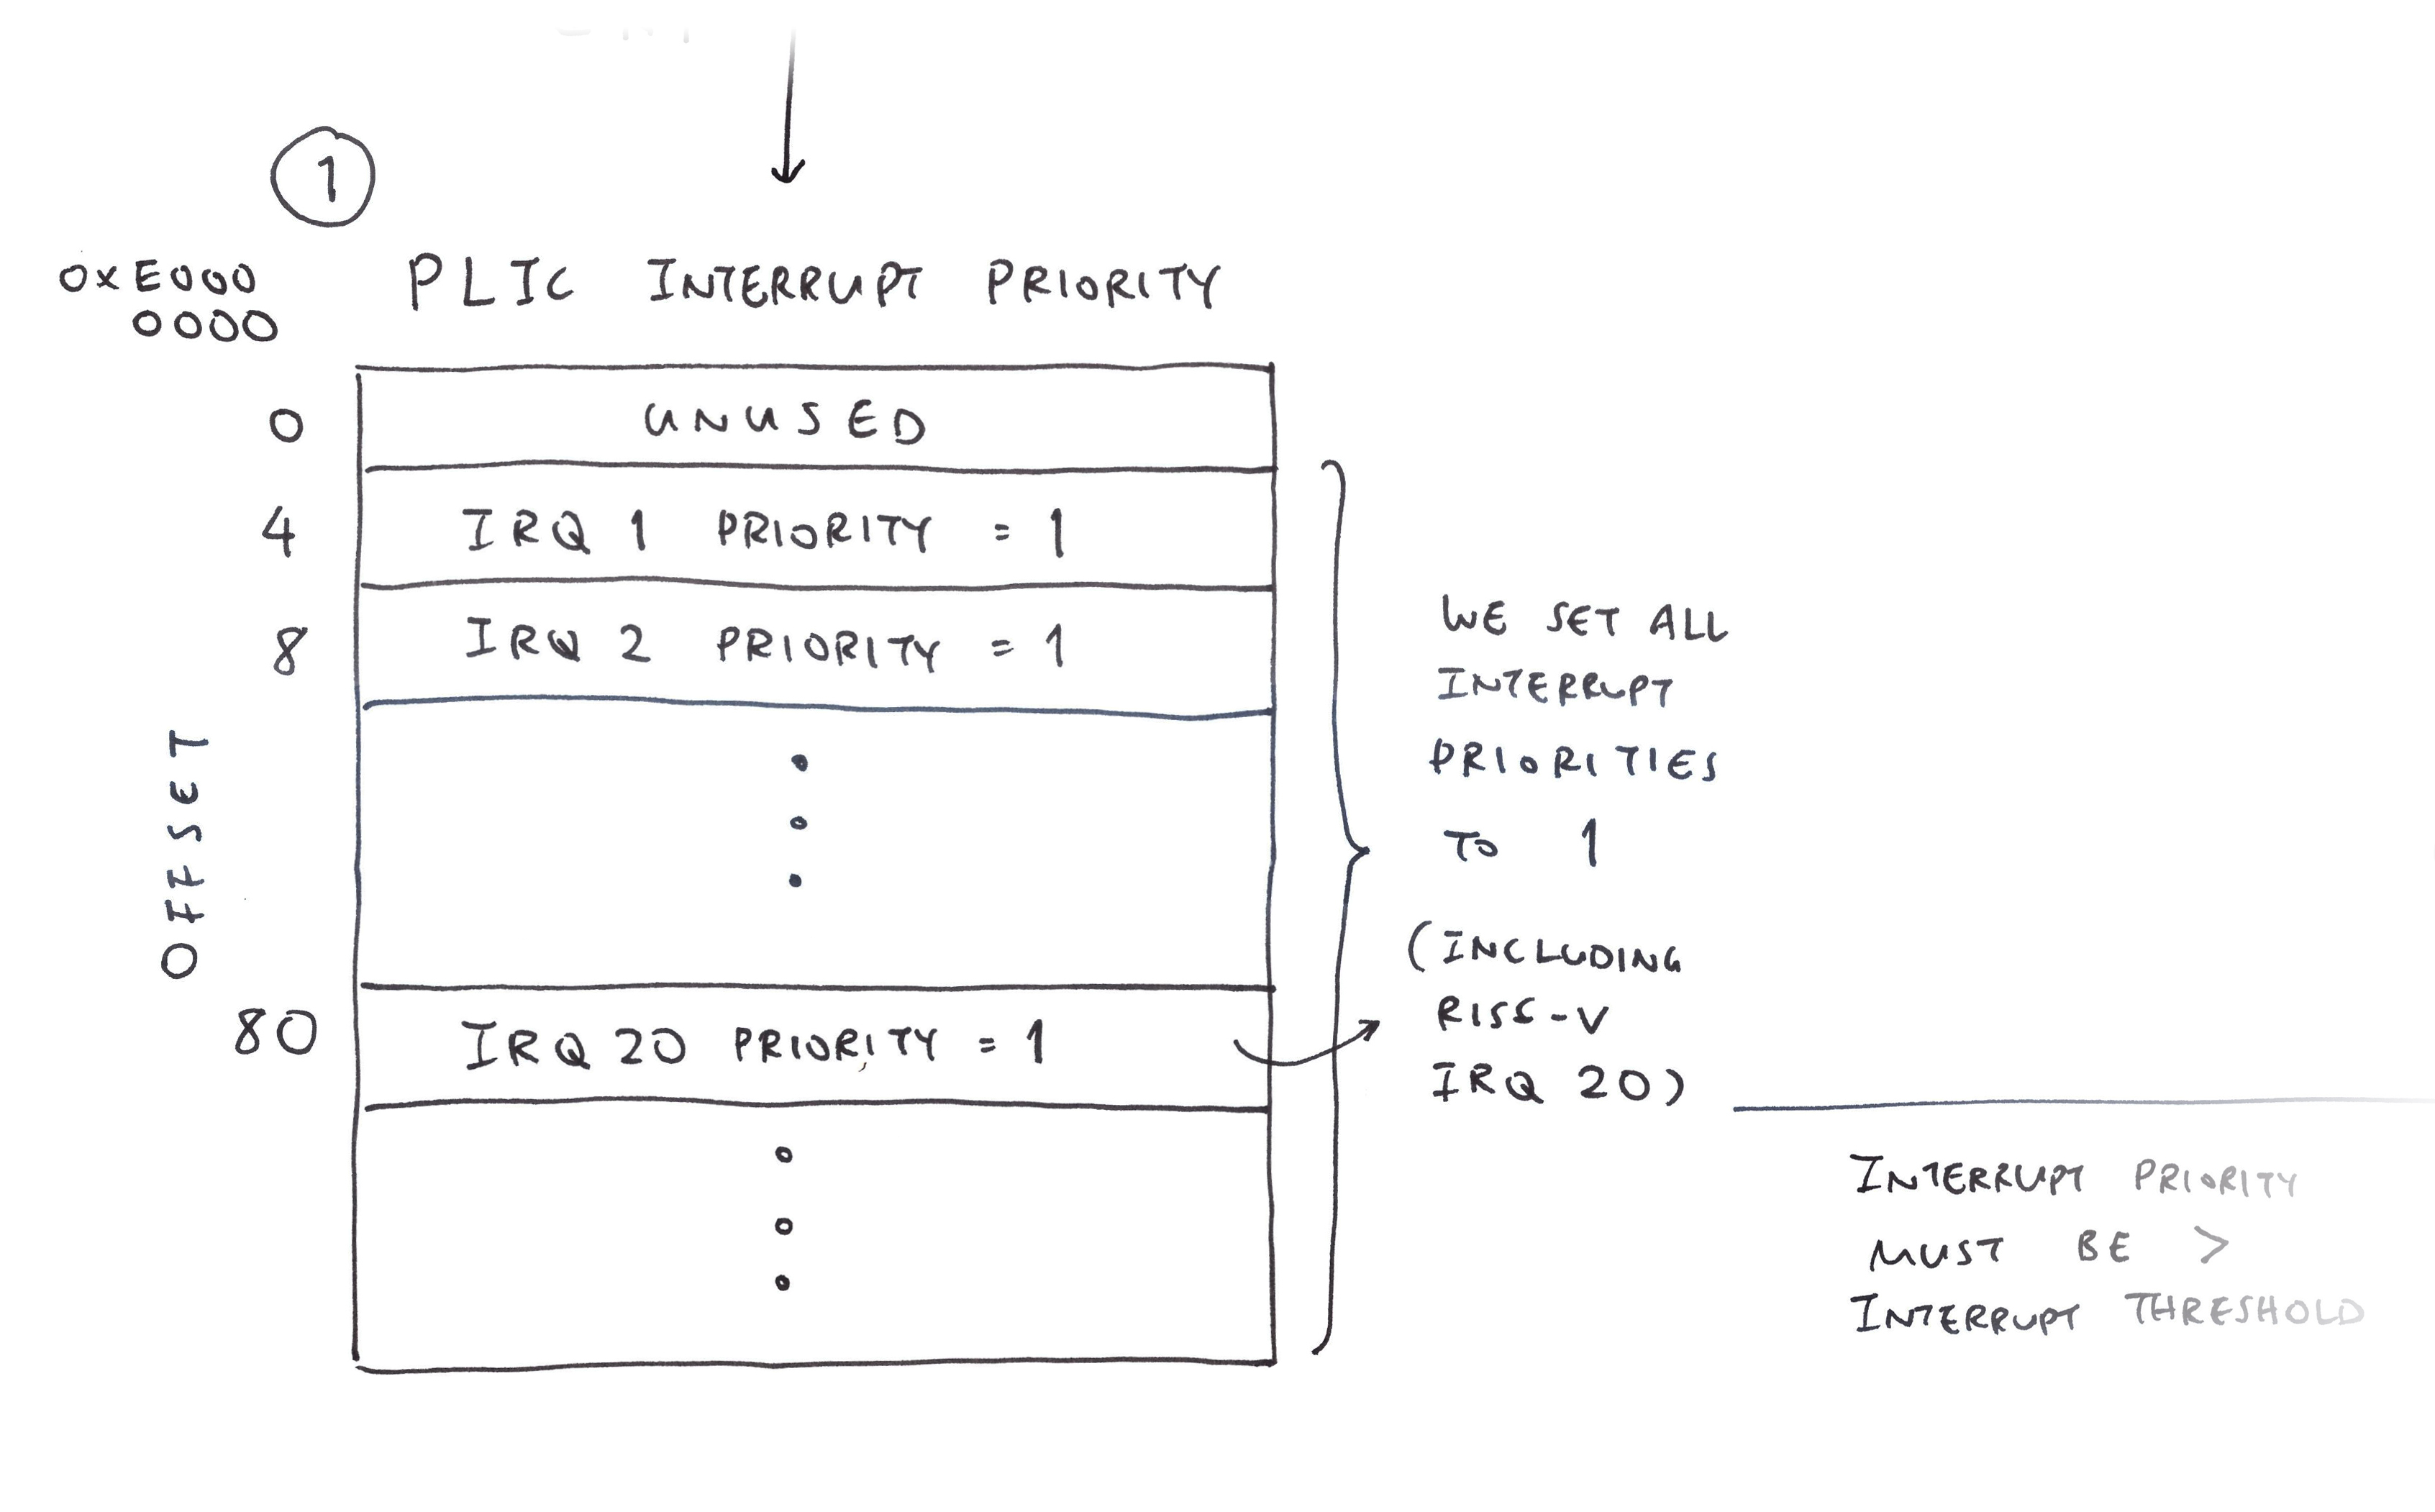 1
0xE000
0000
PLIC INTERRUPT PRIORITY
0
UNUSED
4
IRQ 1 PRIORITY = 1
8
IRQ 2 PRIORITY = 1
OFFSET
80
IRQ 20 PRIORITY = 1
WE SET ALL
INTERRUPT
PRIORITIES
TO 1
(INCLUDING
RISC-V
IRQ 20)
INTERRUPT PRIORITY
MUST BE >
INTERRUPT THRESHOLD